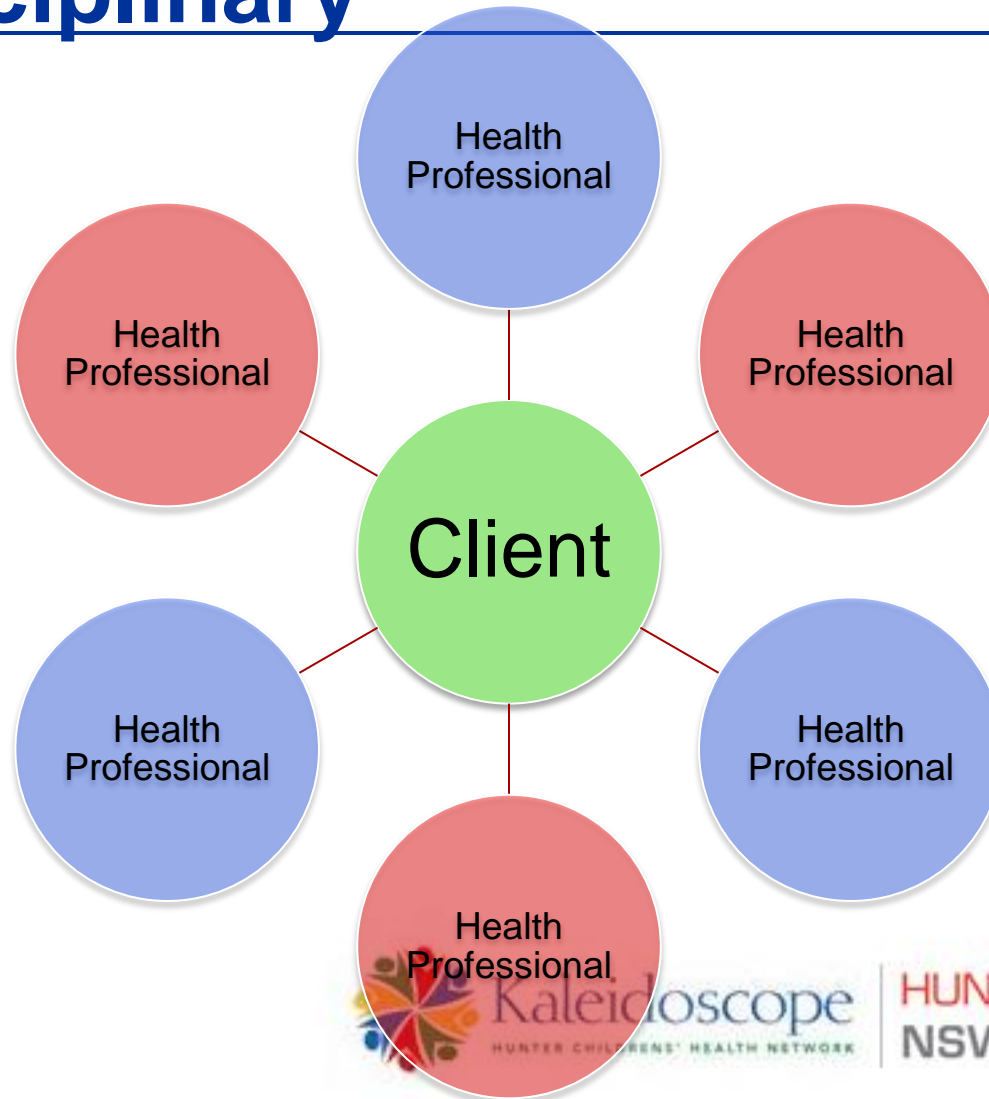 ciplinary
Health
Professional
Health
Professional
Health
Professional
Client
Health
Professional
Health
Professional
Health
Professional
Kaleidoscope
HUNTER CHILDRENS' HEALTH NETWORK
HUN
NSW